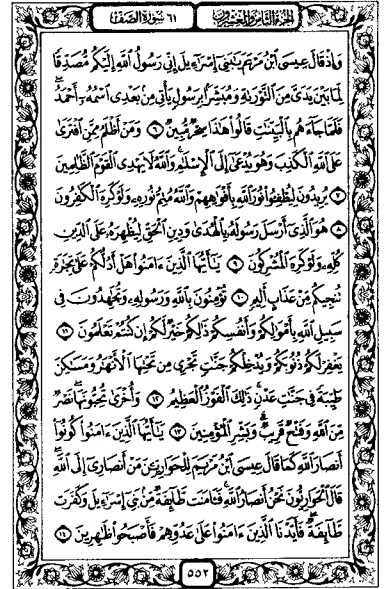 الجزء الثامن والعشرون ٦١ سورة الصف
وَإِذْ قَالَ عِيسَى ٱبْنُ مَرْيَمَ يَٰبَنِىٓ إِسْرَٰٓءِيلَ إِنِّى رَسُولُ ٱللَّهِ إِلَيْكُم مُّصَدِّقًا
لِّمَا بَيْنَ يَدَىَّ مِنَ ٱلتَّوْرَىٰةِ وَمُبَشِّرًۢا بِرَسُولٍ يَأْتِى مِنۢ بَعْدِى ٱسْمُهُۥٓ أَحْمَدُ ۖ
فَلَمَّا جَآءَهُم بِٱلْبَيِّنَٰتِ قَالُوا۟ هَٰذَا سِحْرٌ مُّبِينٌ ٦ وَمَنْ أَظْلَمُ مِمَّنِ ٱفْتَرَىٰ
عَلَى ٱللَّهِ ٱلْكَذِبَ وَهُوَ يُدْعَىٰٓ إِلَى ٱلْإِسْلَٰمِ ۚ وَٱللَّهُ لَا يَهْدِى ٱلْقَوْمَ ٱلظَّٰلِمِينَ
٧ يُرِيدُونَ لِيُطْفِـُٔوا۟ نُورَ ٱللَّهِ بِأَفْوَٰهِهِمْ وَٱللَّهُ مُتِمُّ نُورِهِۦ وَلَوْ كَرِهَ ٱلْكَٰفِرُونَ
٨ هُوَ ٱلَّذِىٓ أَرْسَلَ رَسُولَهُۥ بِٱلْهُدَىٰ وَدِينِ ٱلْحَقِّ لِيُظْهِرَهُۥ عَلَى ٱلدِّينِ
كُلِّهِۦ وَلَوْ كَرِهَ ٱلْمُشْرِكُونَ ٩ يَٰٓأَيُّهَا ٱلَّذِينَ ءَامَنُوا۟ هَلْ أَدُلُّكُمْ عَلَىٰ تِجَٰرَةٍ
تُنجِيكُم مِّنْ عَذَابٍ أَلِيمٍ ١٠ تُؤْمِنُونَ بِٱللَّهِ وَرَسُولِهِۦ وَتُجَٰهِدُونَ فِى
سَبِيلِ ٱللَّهِ بِأَمْوَٰلِكُمْ وَأَنفُسِكُمْ ۚ ذَٰلِكُمْ خَيْرٌ لَّكُمْ إِن كُنتُمْ تَعْلَمُونَ ١١
يَغْفِرْ لَكُمْ ذُنُوبَكُمْ وَيُدْخِلْكُمْ جَنَّٰتٍ تَجْرِى مِن تَحْتِهَا ٱلْأَنْهَٰرُ وَمَسَٰكِنَ
طَيِّبَةً فِى جَنَّٰتِ عَدْنٍ ۚ ذَٰلِكَ ٱلْفَوْزُ ٱلْعَظِيمُ ١٢ وَأُخْرَىٰ تُحِبُّونَهَا ۖ نَصْرٌ
مِّنَ ٱللَّهِ وَفَتْحٌ قَرِيبٌ ۗ وَبَشِّرِ ٱلْمُؤْمِنِينَ ١٣ يَٰٓأَيُّهَا ٱلَّذِينَ ءَامَنُوا۟ كُونُوٓا۟
أَنصَارَ ٱللَّهِ كَمَا قَالَ عِيسَى ٱبْنُ مَرْيَمَ لِلْحَوَارِيِّـۧنَ مَنْ أَنصَارِىٓ إِلَى ٱللَّهِ ۖ
قَالَ ٱلْحَوَارِيُّونَ نَحْنُ أَنصَارُ ٱللَّهِ ۖ فَـَٔامَنَت طَّآئِفَةٌ مِّنۢ بَنِىٓ إِسْرَٰٓءِيلَ وَكَفَرَت
طَّآئِفَةٌ ۖ فَأَيَّدْنَا ٱلَّذِينَ ءَامَنُوا۟ عَلَىٰ عَدُوِّهِمْ فَأَصْبَحُوا۟ ظَٰهِرِينَ ١٤
٥٥٢